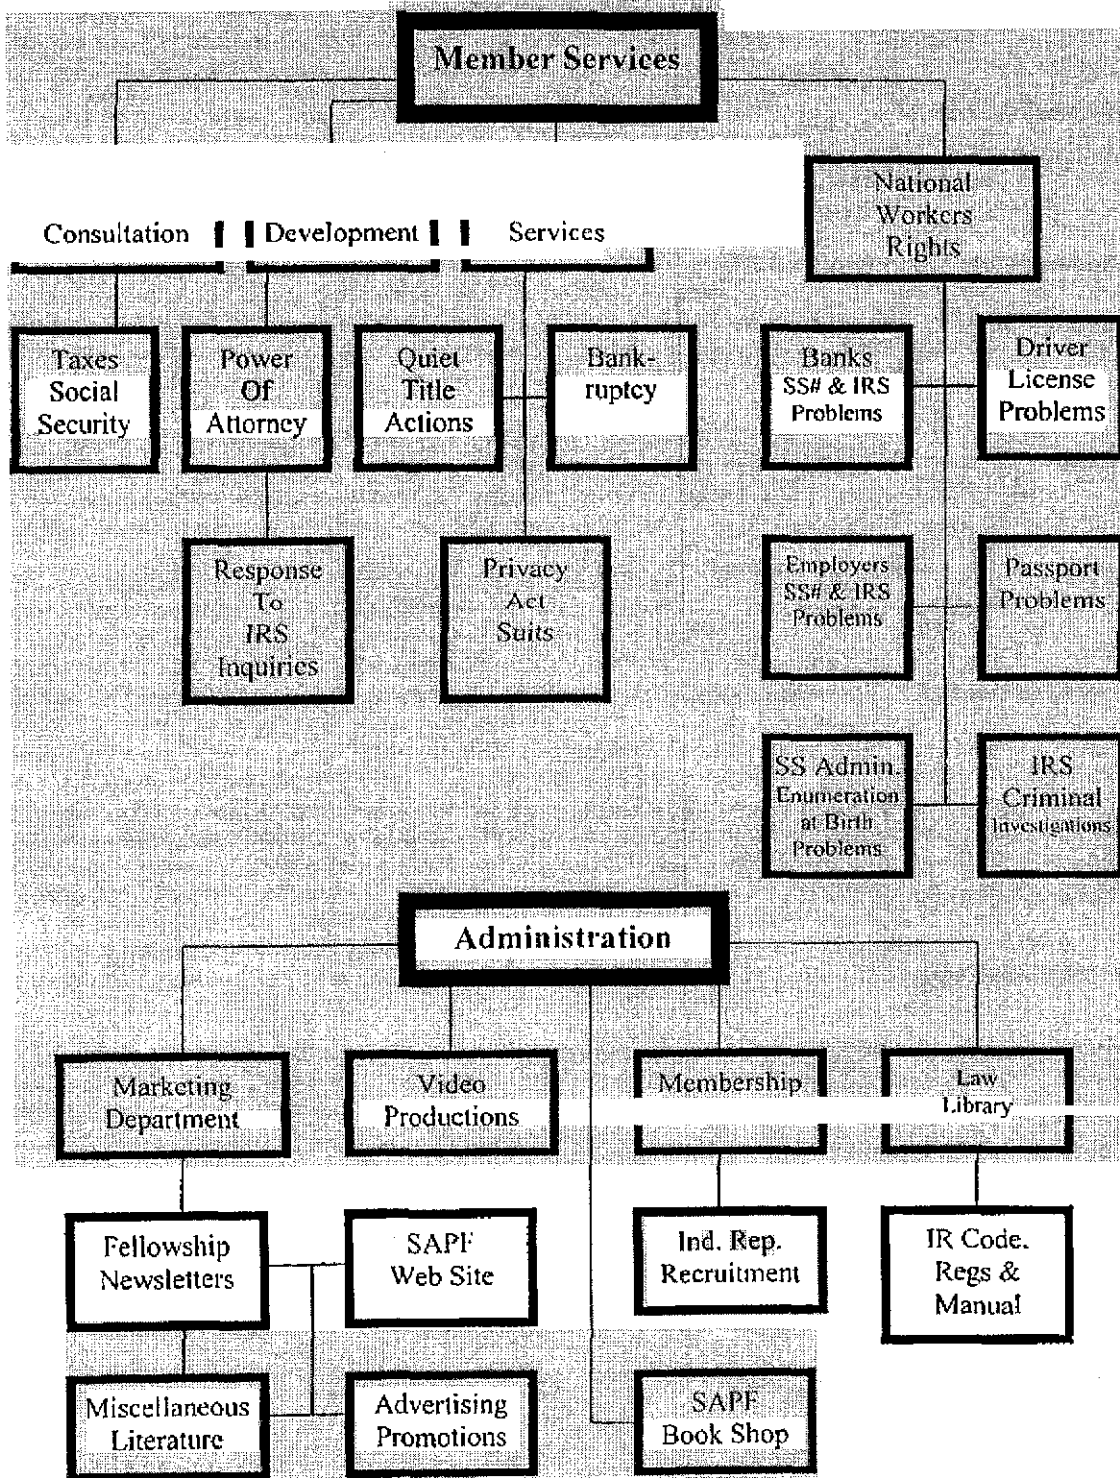 Member Services
National
Workers
Rights
Consultation
Development
Services
Taxes
Social
Security
Power
Of
Attorney
Quiet
Title
Actions
Bank-
ruptcy
Banks
SS# & IRS
Problems
Driver
License
Problems
Response
To
IRS
Inquiries
Privacy
Act
Suits
Employers
SS# & IRS
Problems
Passport
Problems
SS Admin.
Enumeration
at Birth
Problems
IRS
Criminal
Investigations
Administration
Marketing
Department
Video
Productions
Membership
Law
Library
Fellowship
Newsletters
SAPF
Web Site
Ind. Rep.
Recruitment
IR Code.
Regs &
Manual
Miscellaneous
Literature
Advertising
Promotions
SAPF
Book Shop